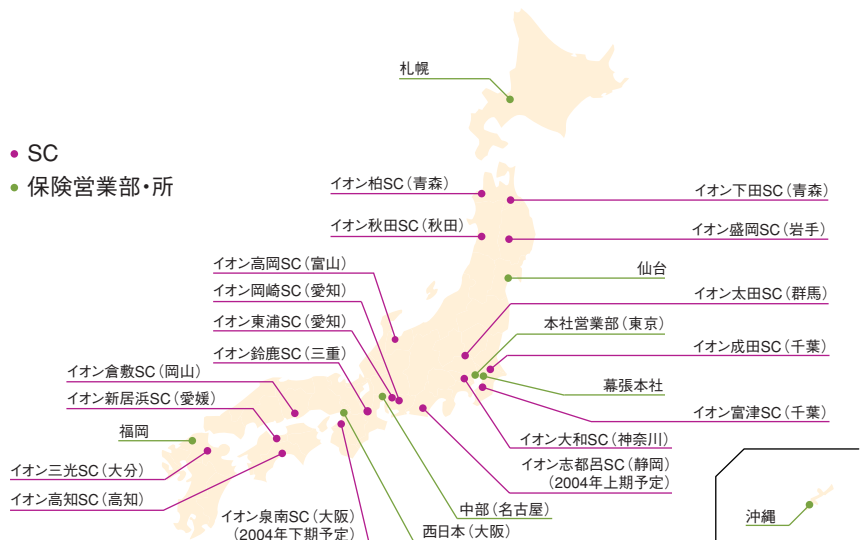 札幌
SC
保険営業部・所
イオン柏SC（青森）
イオン下田SC（青森）
イオン秋田SC（秋田）
イオン盛岡SC（岩手）
イオン高岡SC（富山）
仙台
イオン岡崎SC（愛知）
イオン太田SC（群馬）
イオン東浦SC（愛知）
本社営業部（東京）
イオン鈴鹿SC（三重）
イオン成田SC（千葉）
イオン倉敷SC（岡山）
幕張本社
イオン新居浜SC（愛媛）
イオン富津SC（千葉）
福岡
イオン大和SC（神奈川）
イオン三光SC（大分）
イオン志都呂SC（静岡）
（2004年上期予定）
イオン高知SC（高知）
中部（名古屋）
沖縄
イオン泉南SC（大阪）
（2004年下期予定）
西日本（大阪）